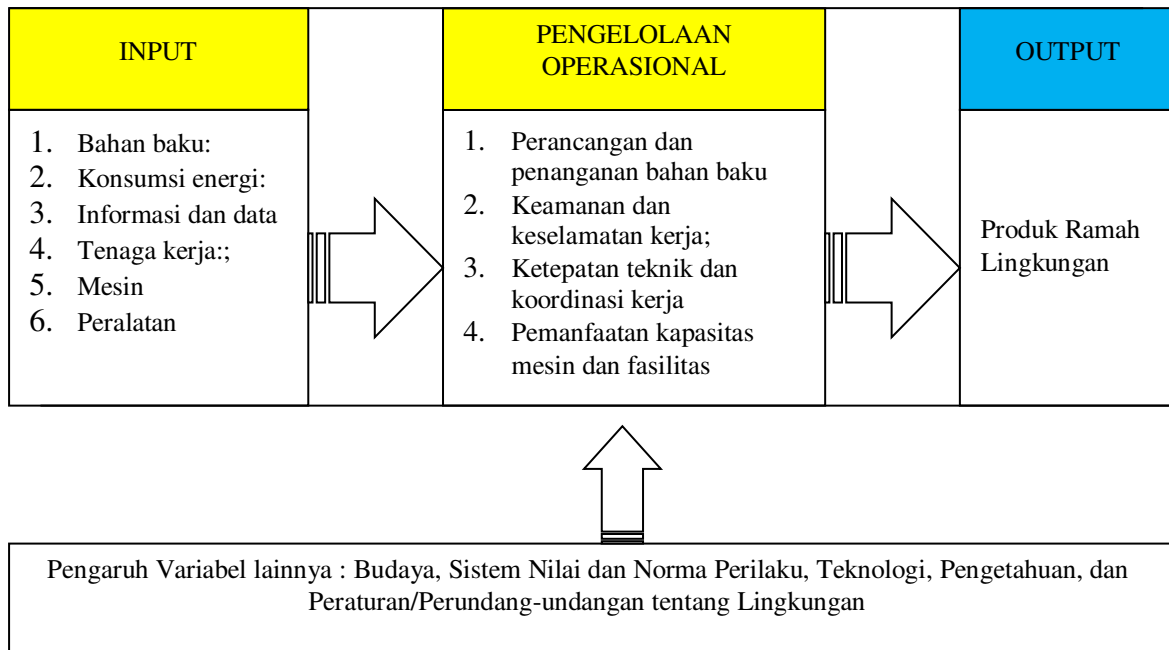 INPUT
1. Bahan baku:
2. Konsumsi energi:
3. Informasi dan data
4. Tenaga kerja:;
5. Mesin
6. Peralatan
PENGELOLAAN
OPERASIONAL
1. Perancangan dan
penanganan bahan baku
2. Keamanan dan
keselamatan kerja;
3. Ketepatan teknik dan
koordinasi kerja
4. Pemanfaatan kapasitas
mesin dan fasilitas
OUTPUT
Produk Ramah
Lingkungan
Pengaruh Variabel lainnya : Budaya, Sistem Nilai dan Norma Perilaku, Teknologi, Pengetahuan, dan
Peraturan/Perundang-undangan tentang Lingkungan